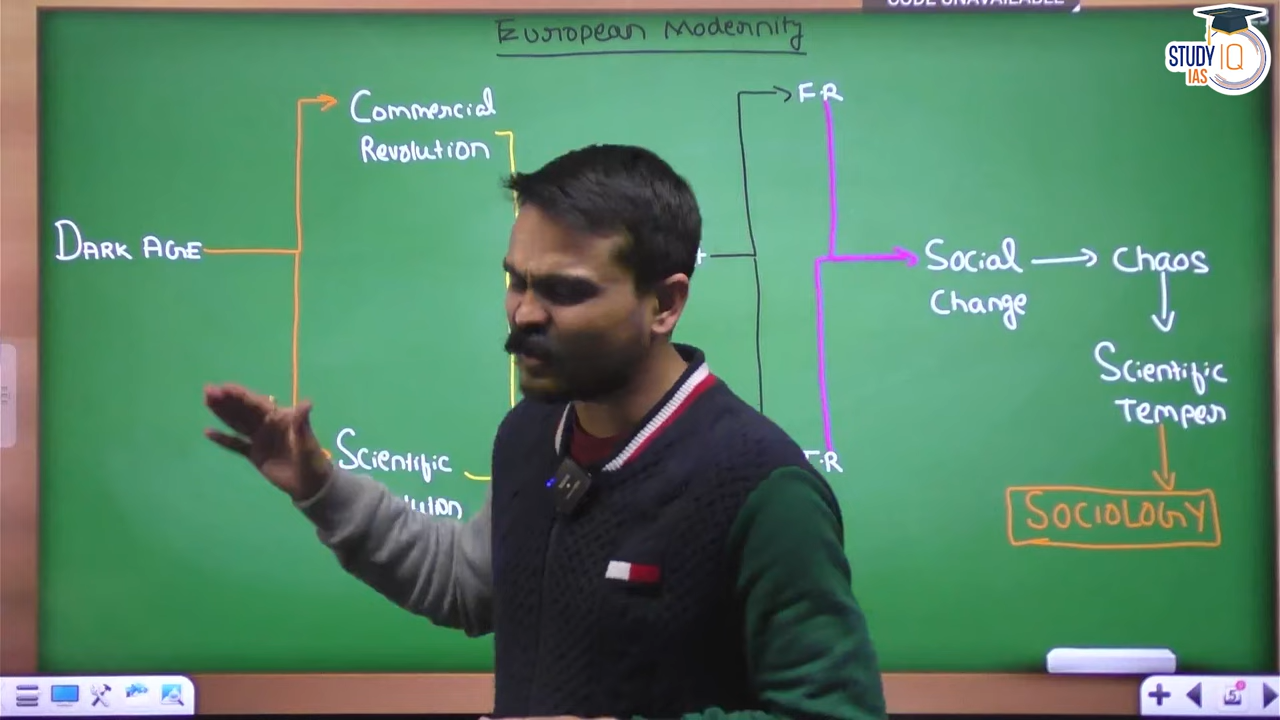 European Modernity
STUDY IQ
IAS
Commercial
Revolution
F.R
DARK AGE
Social
Change
Chaos
Scientific
Temper
Scientific
SOCIOLOGY